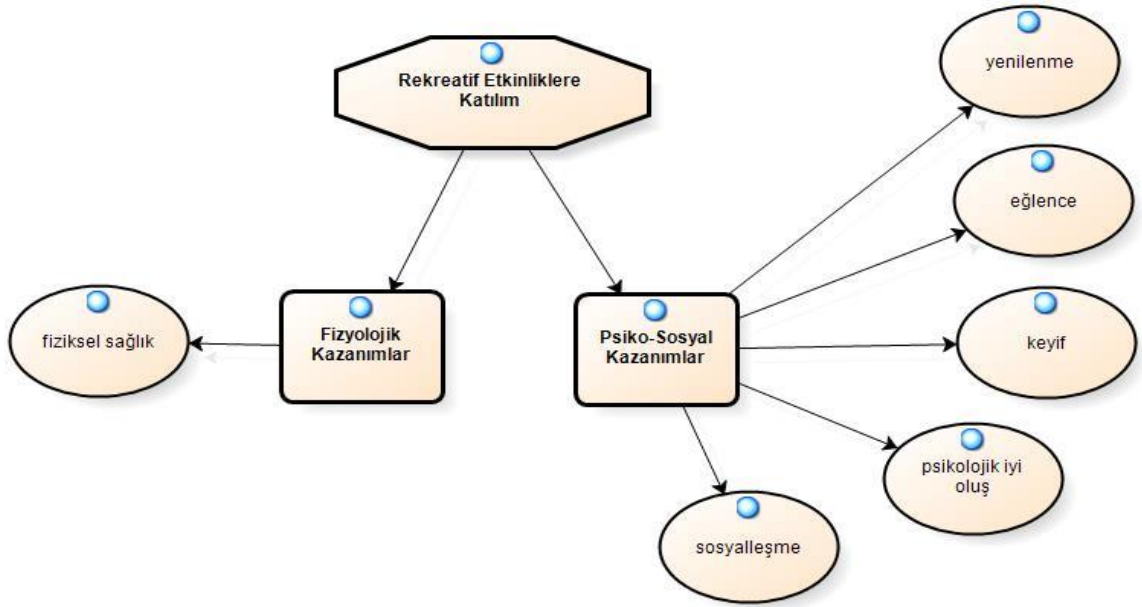 Rekreatif Etkinliklere
Katılım
yenilenme
eğlence
fiziksel sağlık
Fizyolojik
Kazanımlar
Psiko-Sosyal
Kazanımlar
keyif
psikolojik iyi
oluş
sosyalleşme